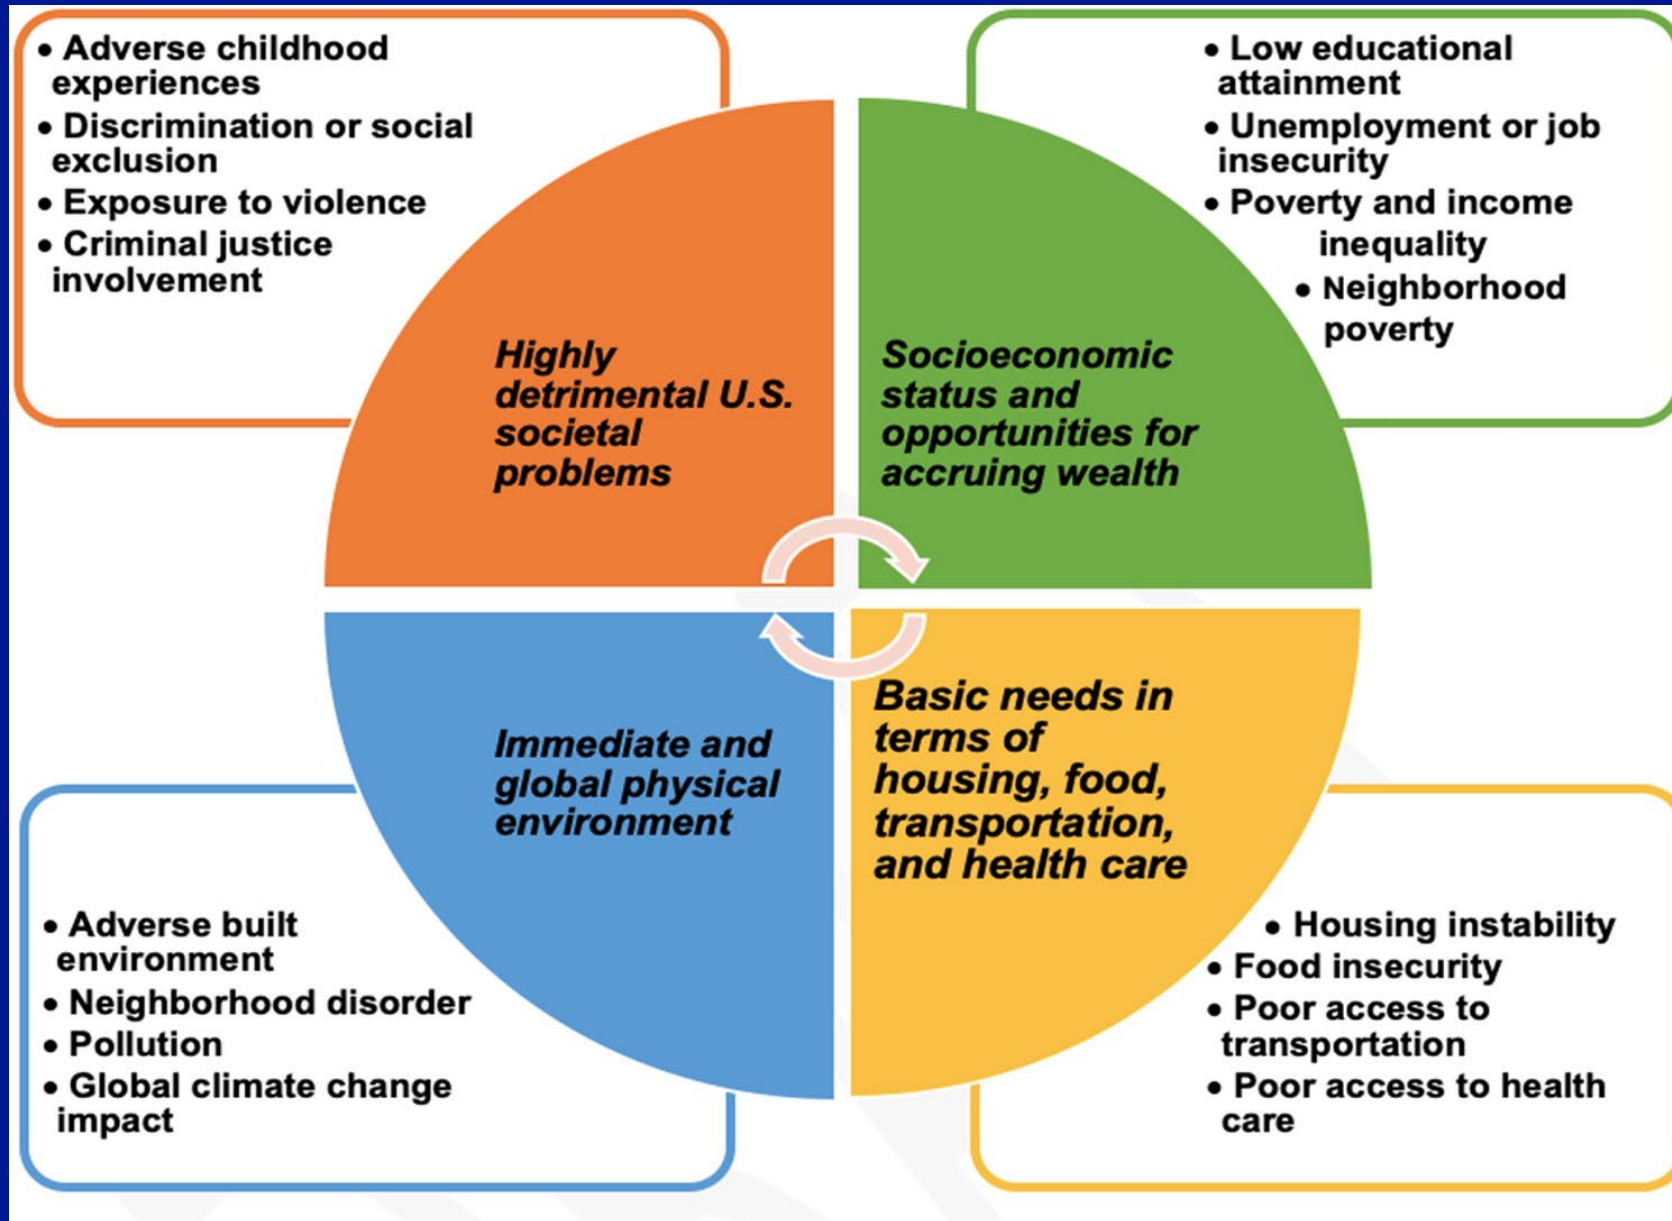 • Adverse childhood
experiences
• Discrimination or social
exclusion
• Exposure to violence
• Criminal justice
involvement
• Low educational
attainment
• Unemployment or job
insecurity
• Poverty and income
inequality
• Neighborhood
poverty
Highly
detrimental U.S.
societal
problems
Socioeconomic
status and
opportunities for
accruing wealth
Immediate and
global physical
environment
Basic needs in
terms of
housing, food,
transportation,
and health care
• Adverse built
environment
• Neighborhood disorder
• Pollution
• Global climate change
impact
• Housing instability
• Food insecurity
• Poor access to
transportation
• Poor access to health
care